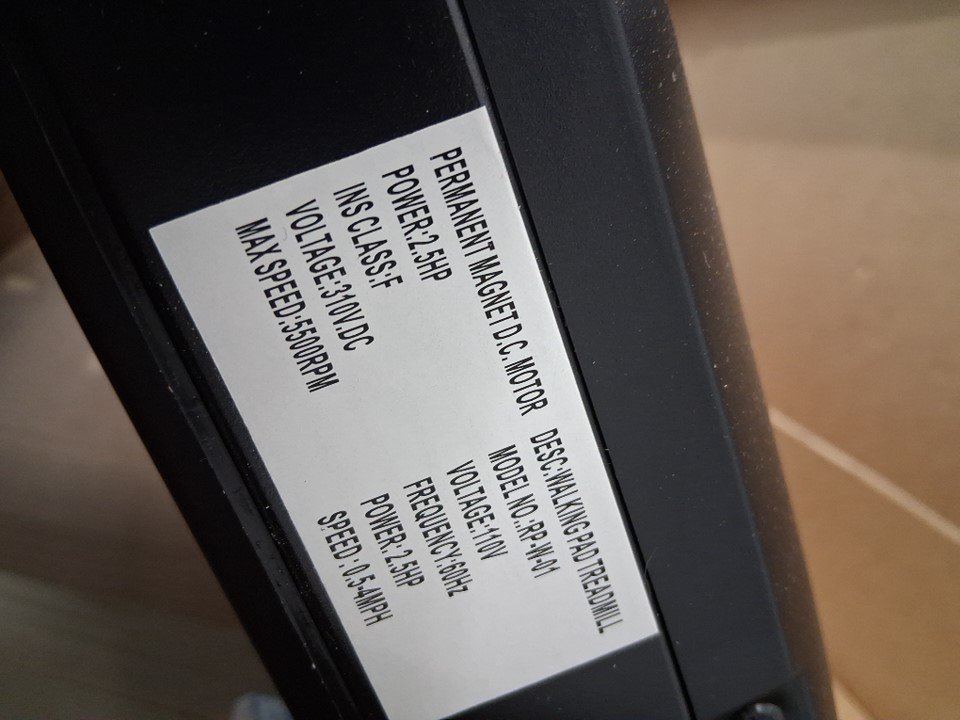 PERMANENT MAGNET D.C. MOTOR
POWER:2.5HP
INS CLASS:F
VOLTAGE:310V.DC
MAX SPEED:5500RPM
DESC:WALKING PAD TREADMILL
MODEL NO.:RP-W-01
VOLTAGE:110V
FREQUENCY:60Hz
POWER: 2.5HP
SPEED: 0.5-4MPH